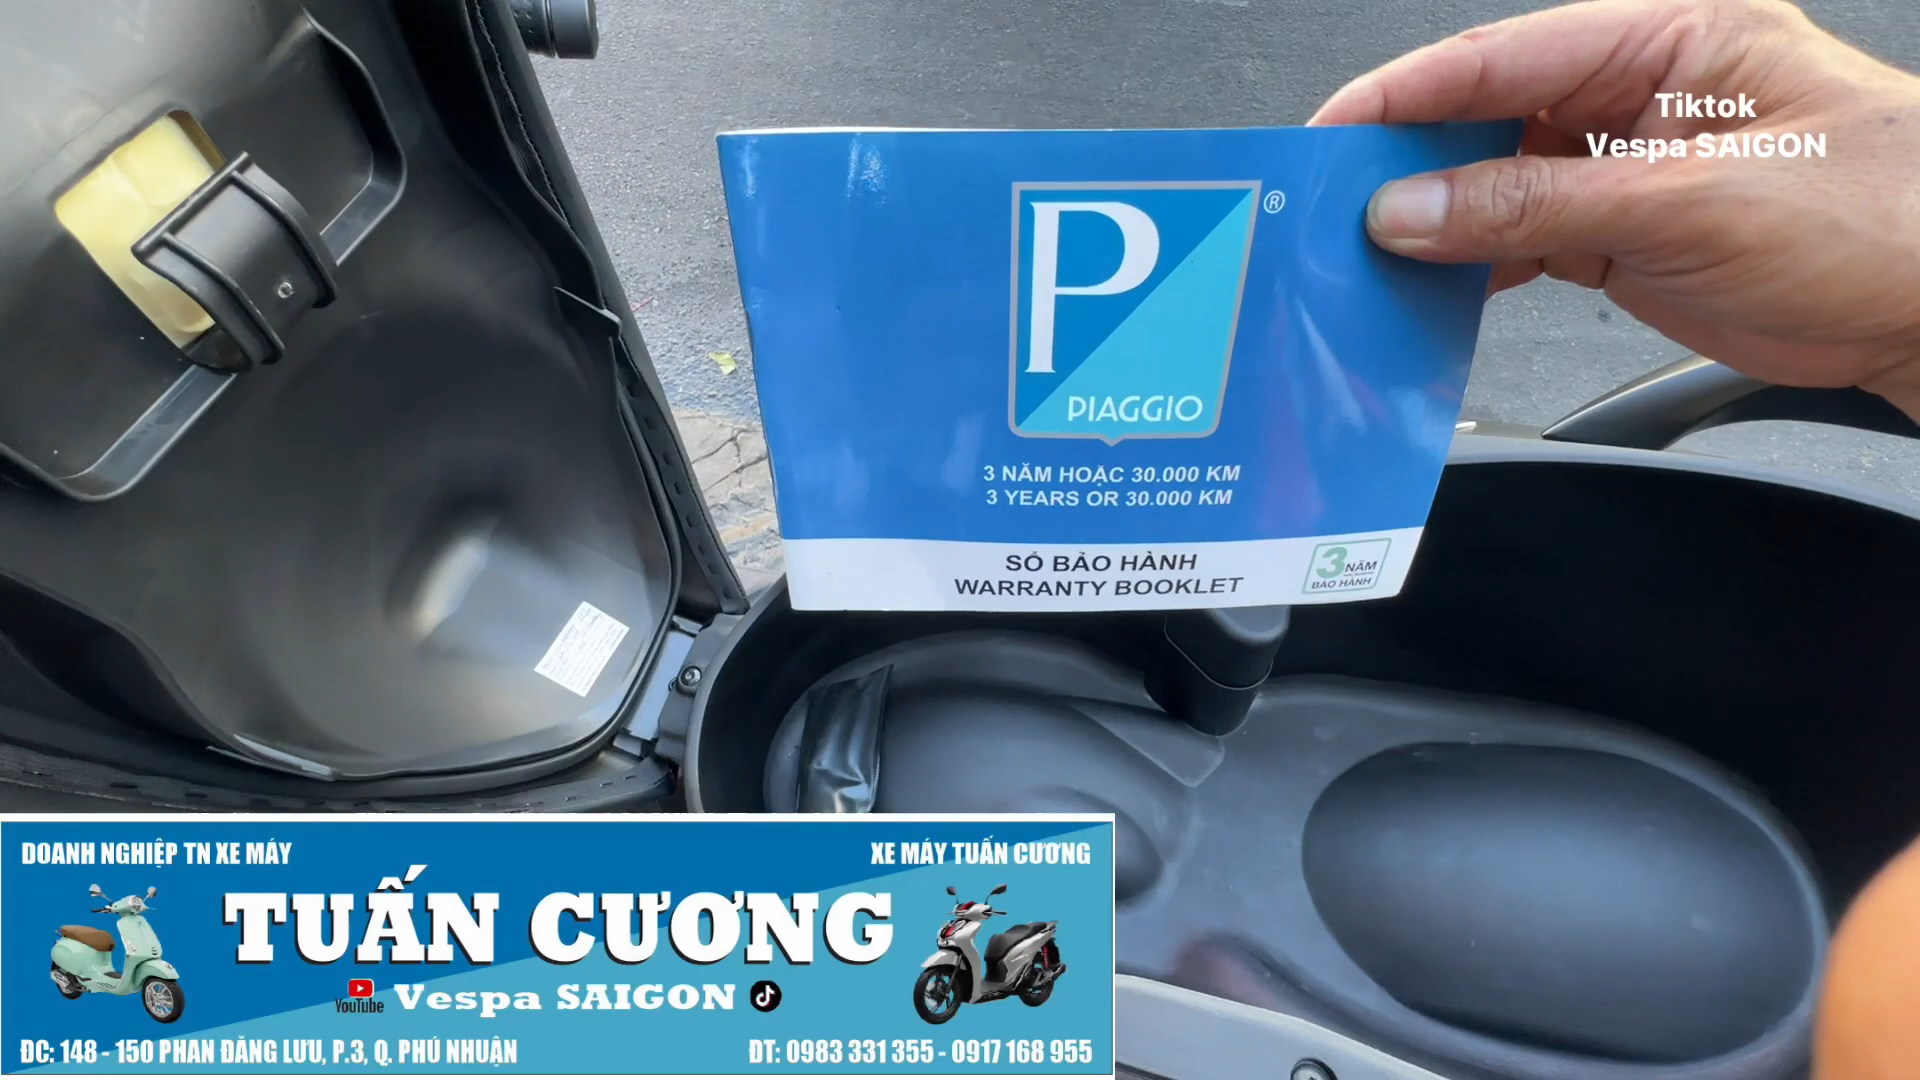 Tiktok
Vespa SAIGON
P
®
PIAGGIO
3 NĂM HOẶC 30.000 KM
3 YEARS OR 30.000 KM
SỔ BẢO HÀNH
WARRANTY BOOKLET
3 NĂM
BẢO HÀNH
DOANH NGHIỆP TN XE MÁY
XE MÁY TUẤN CƯƠNG
TUẤN CƯƠNG
YouTube Vespa SAIGON
ĐC: 148 - 150 PHAN ĐĂNG LƯU, P.3, Q. PHÚ NHUẬN
ĐT: 0983 331 355 - 0917 168 955